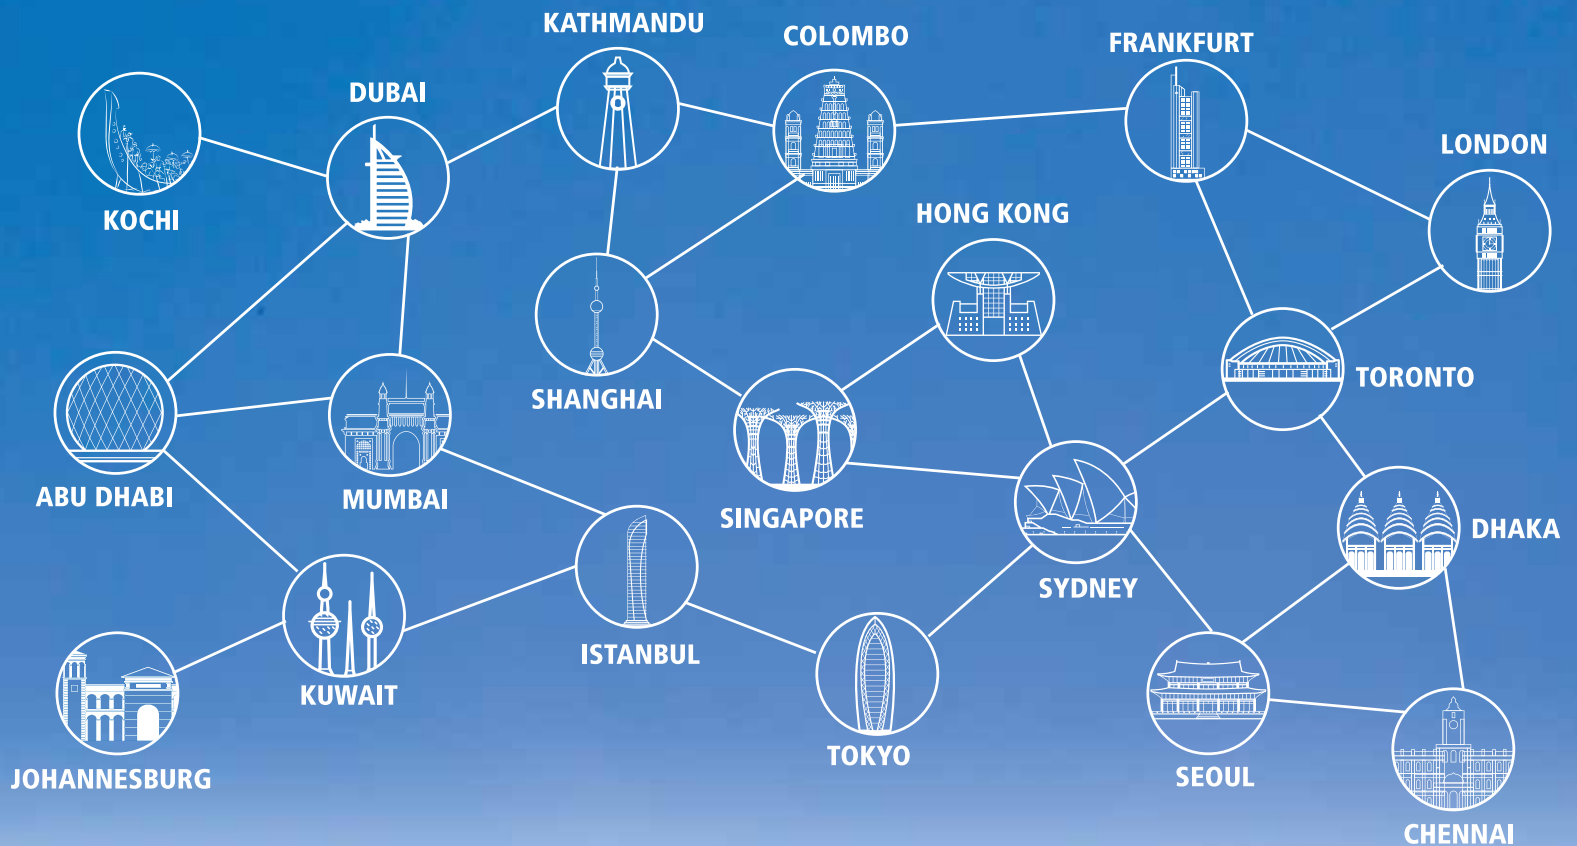 KATHMANDU
COLOMBO
FRANKFURT
DUBAI
LONDON
KOCHI
HONG KONG
SHANGHAI
TORONTO
ABU DHABI
MUMBAI
SINGAPORE
DHAKA
SYDNEY
ISTANBUL
KUWAIT
TOKYO
SEOUL
JOHANNESBURG
CHENNAI